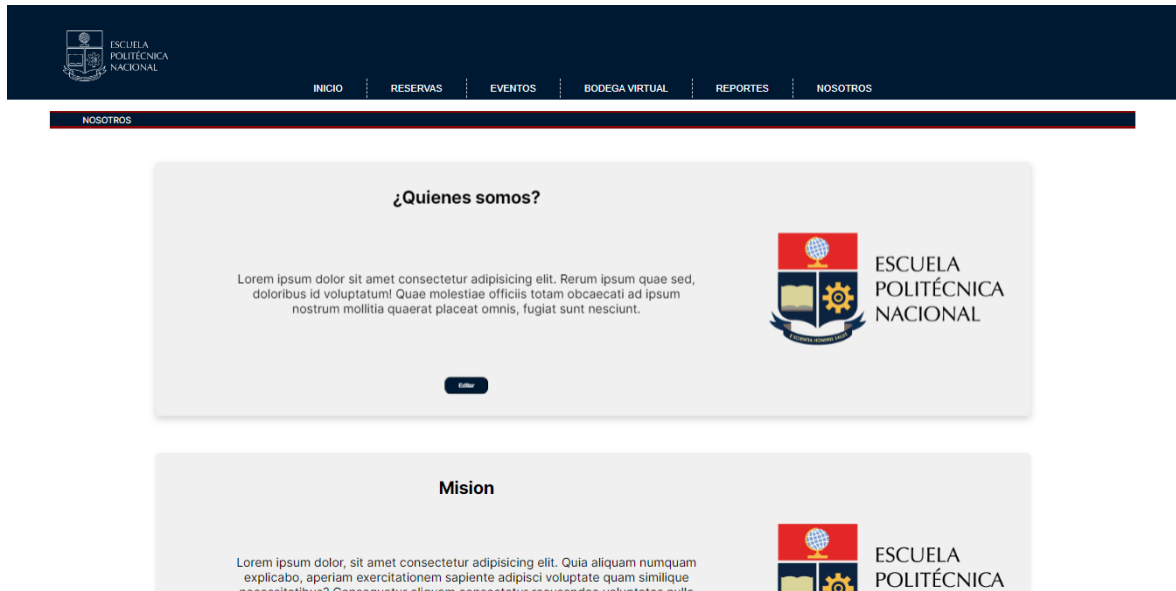 ESCUELA
POLITÉCNICA
NACIONAL
INICIO RESERVAS EVENTOS BODEGA VIRTUAL REPORTES NOSOTROS
NOSOTROS
¿Quienes somos?
Lorem ipsum dolor sit amet consectetur adipisicing elit. Rerum ipsum quae sed,
doloribus id voluptatum! Quae molestiae officiis totam obcaecati ad ipsum
nostrum mollitia quaerat placeat omnis, fugiat sunt nesciunt.
Editar
ESCUELA
POLITÉCNICA
NACIONAL
E SCIENTIA HOMINIS SALUS
Mision
Lorem ipsum dolor, sit amet consectetur adipisicing elit. Quia aliquam numquam
explicabo, aperiam exercitationem sapiente adipisci voluptate quam similique
ESCUELA
POLITÉCNICA